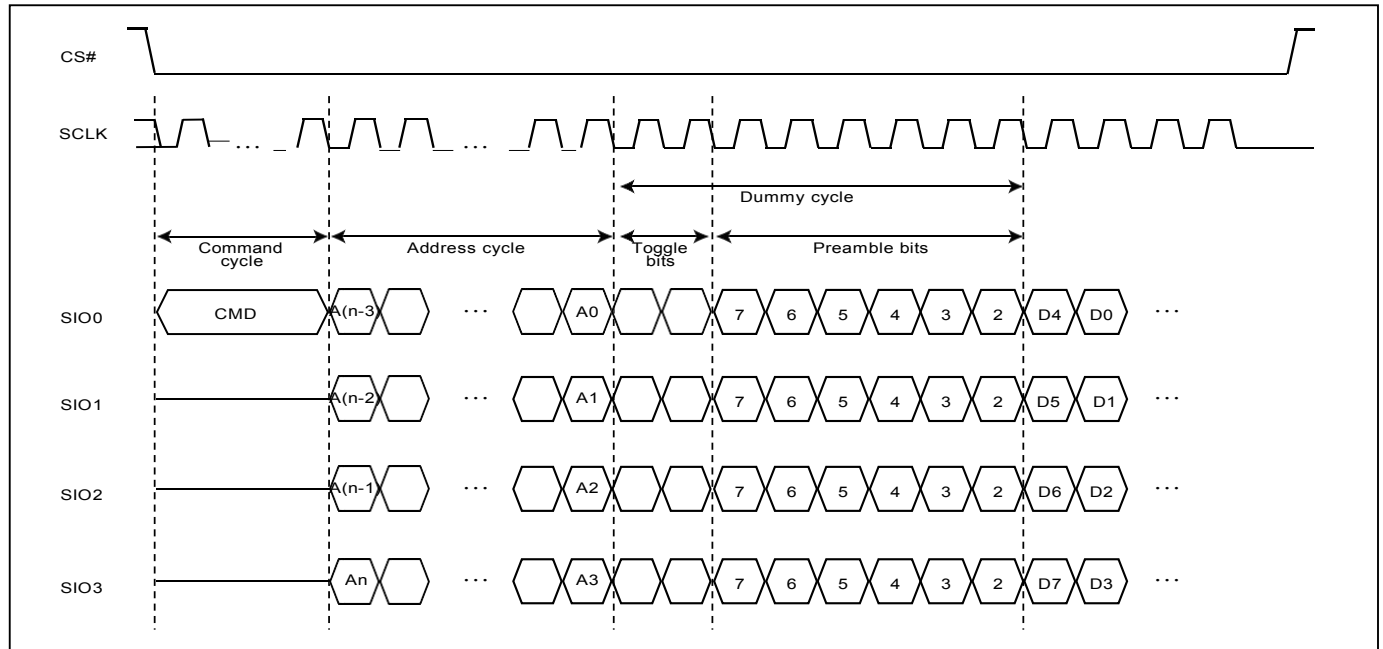 CS#
SCLK ... ...
Dummy cycle
Command cycle Address cycle Toggle bits Preamble bits
SIO0 CMD A(n-3) ... A0 7 6 5 4 3 2 D4 D0 ...
SIO1 A(n-2) ... A1 7 6 5 4 3 2 D5 D1 ...
SIO2 A(n-1) ... A2 7 6 5 4 3 2 D6 D2 ...
SIO3 An ... A3 7 6 5 4 3 2 D7 D3 ...